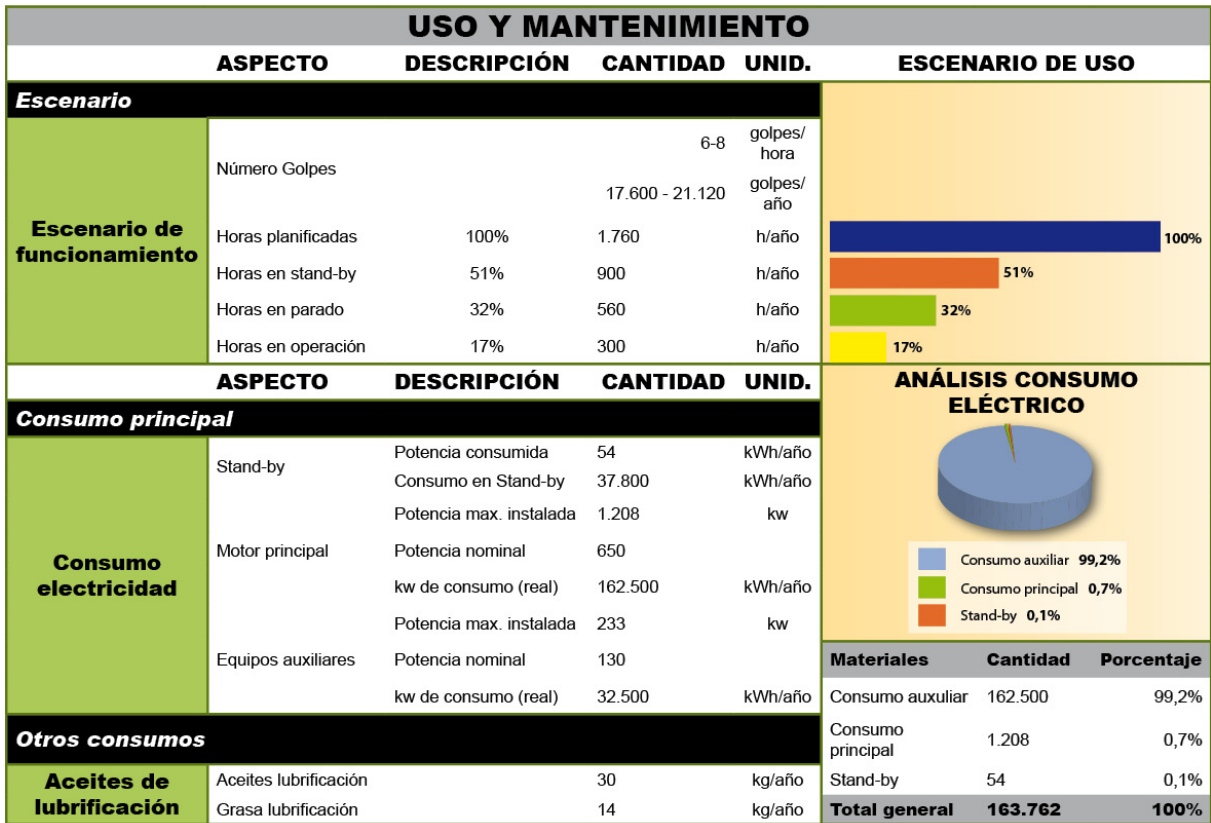 USO Y MANTENIMIENTO
ASPECTO DESCRIPCIÓN CANTIDAD UNID. ESCENARIO DE USO
Escenario
Escenario de funcionamiento
Número Golpes 6-8 golpes/hora
17.600 - 21.120 golpes/año
Horas planificadas 100% 1.760 h/año
Horas en stand-by 51% 900 h/año
Horas en parado 32% 560 h/año
Horas en operación 17% 300 h/año
100%
51%
32%
17%
ASPECTO DESCRIPCIÓN CANTIDAD UNID.
Consumo principal
Consumo electricidad
Stand-by Potencia consumida 54 kWh/año
Consumo en Stand-by 37.800 kWh/año
Potencia max. instalada 1.208 kw
Motor principal Potencia nominal 650
kw de consumo (real) 162.500 kWh/año
Potencia max. instalada 233 kw
Equipos auxiliares Potencia nominal 130
kw de consumo (real) 32.500 kWh/año
Otros consumos
Aceites de lubrificación
Aceites lubrificación 30 kg/año
Grasa lubrificación 14 kg/año
ANÁLISIS CONSUMO
ELÉCTRICO
Consumo auxiliar 99,2%
Consumo principal 0,7%
Stand-by 0,1%
Materiales Cantidad Porcentaje
Consumo auxuliar 162.500 99,2%
Consumo principal 1.208 0,7%
Stand-by 54 0,1%
Total general 163.762 100%